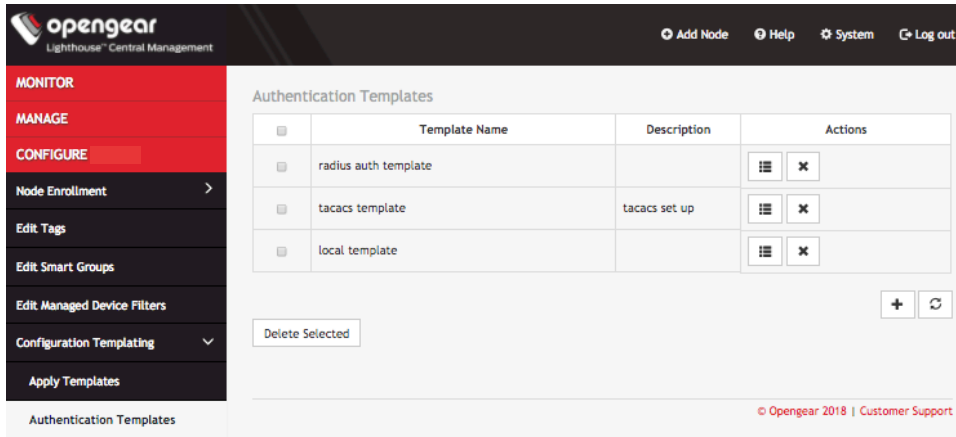 opengear
Lighthouse™ Central Management
Add Node Help System Log out
MONITOR
MANAGE
CONFIGURE
Node Enrollment
Edit Tags
Edit Smart Groups
Edit Managed Device Filters
Configuration Templating
Apply Templates
Authentication Templates
Authentication Templates
Template Name Description Actions
radius auth template
tacacs template tacacs set up
local template
Delete Selected
© Opengear 2018 | Customer Support